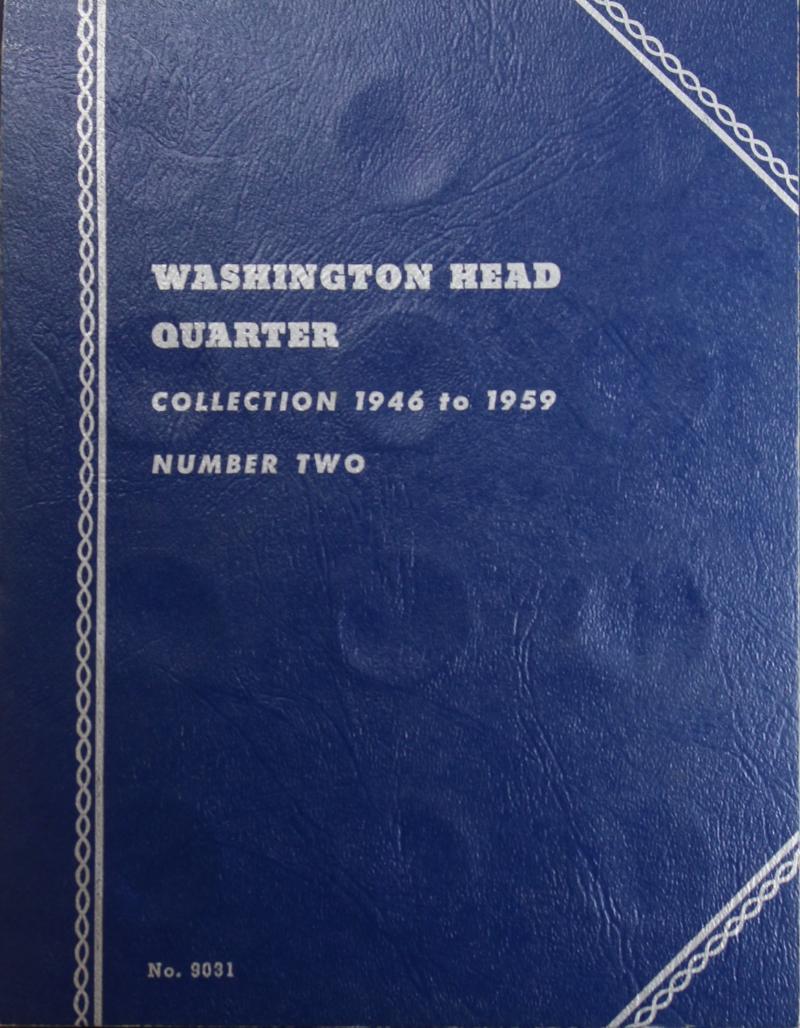 WASHINGTON HEAD
QUARTER
COLLECTION 1946 to 1959
NUMBER TWO
No. 9031